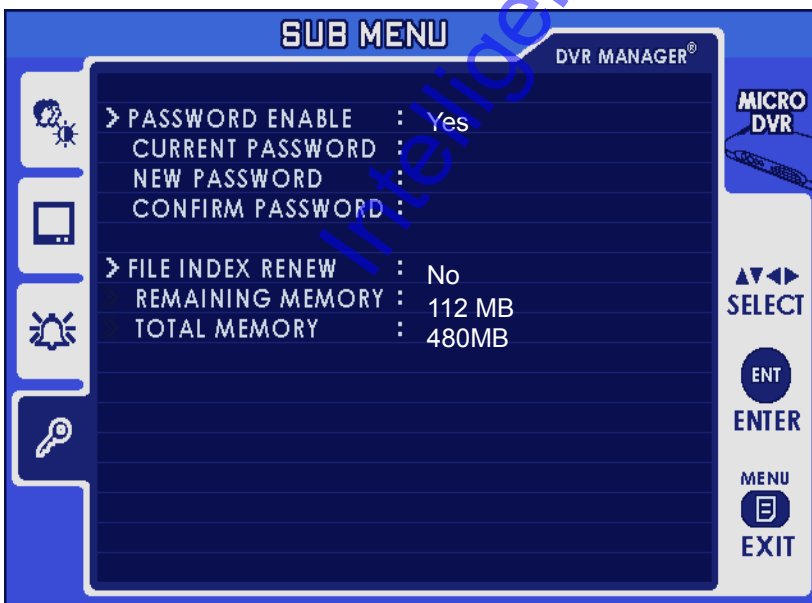 SUB MENU
DVR MANAGER®
> PASSWORD ENABLE : Yes
CURRENT PASSWORD :
NEW PASSWORD :
CONFIRM PASSWORD :
> FILE INDEX RENEW : No
REMAINING MEMORY : 112 MB
TOTAL MEMORY : 480MB
MICRO
DVR
▲▼◀▶
SELECT
ENT
ENTER
MENU
EXIT